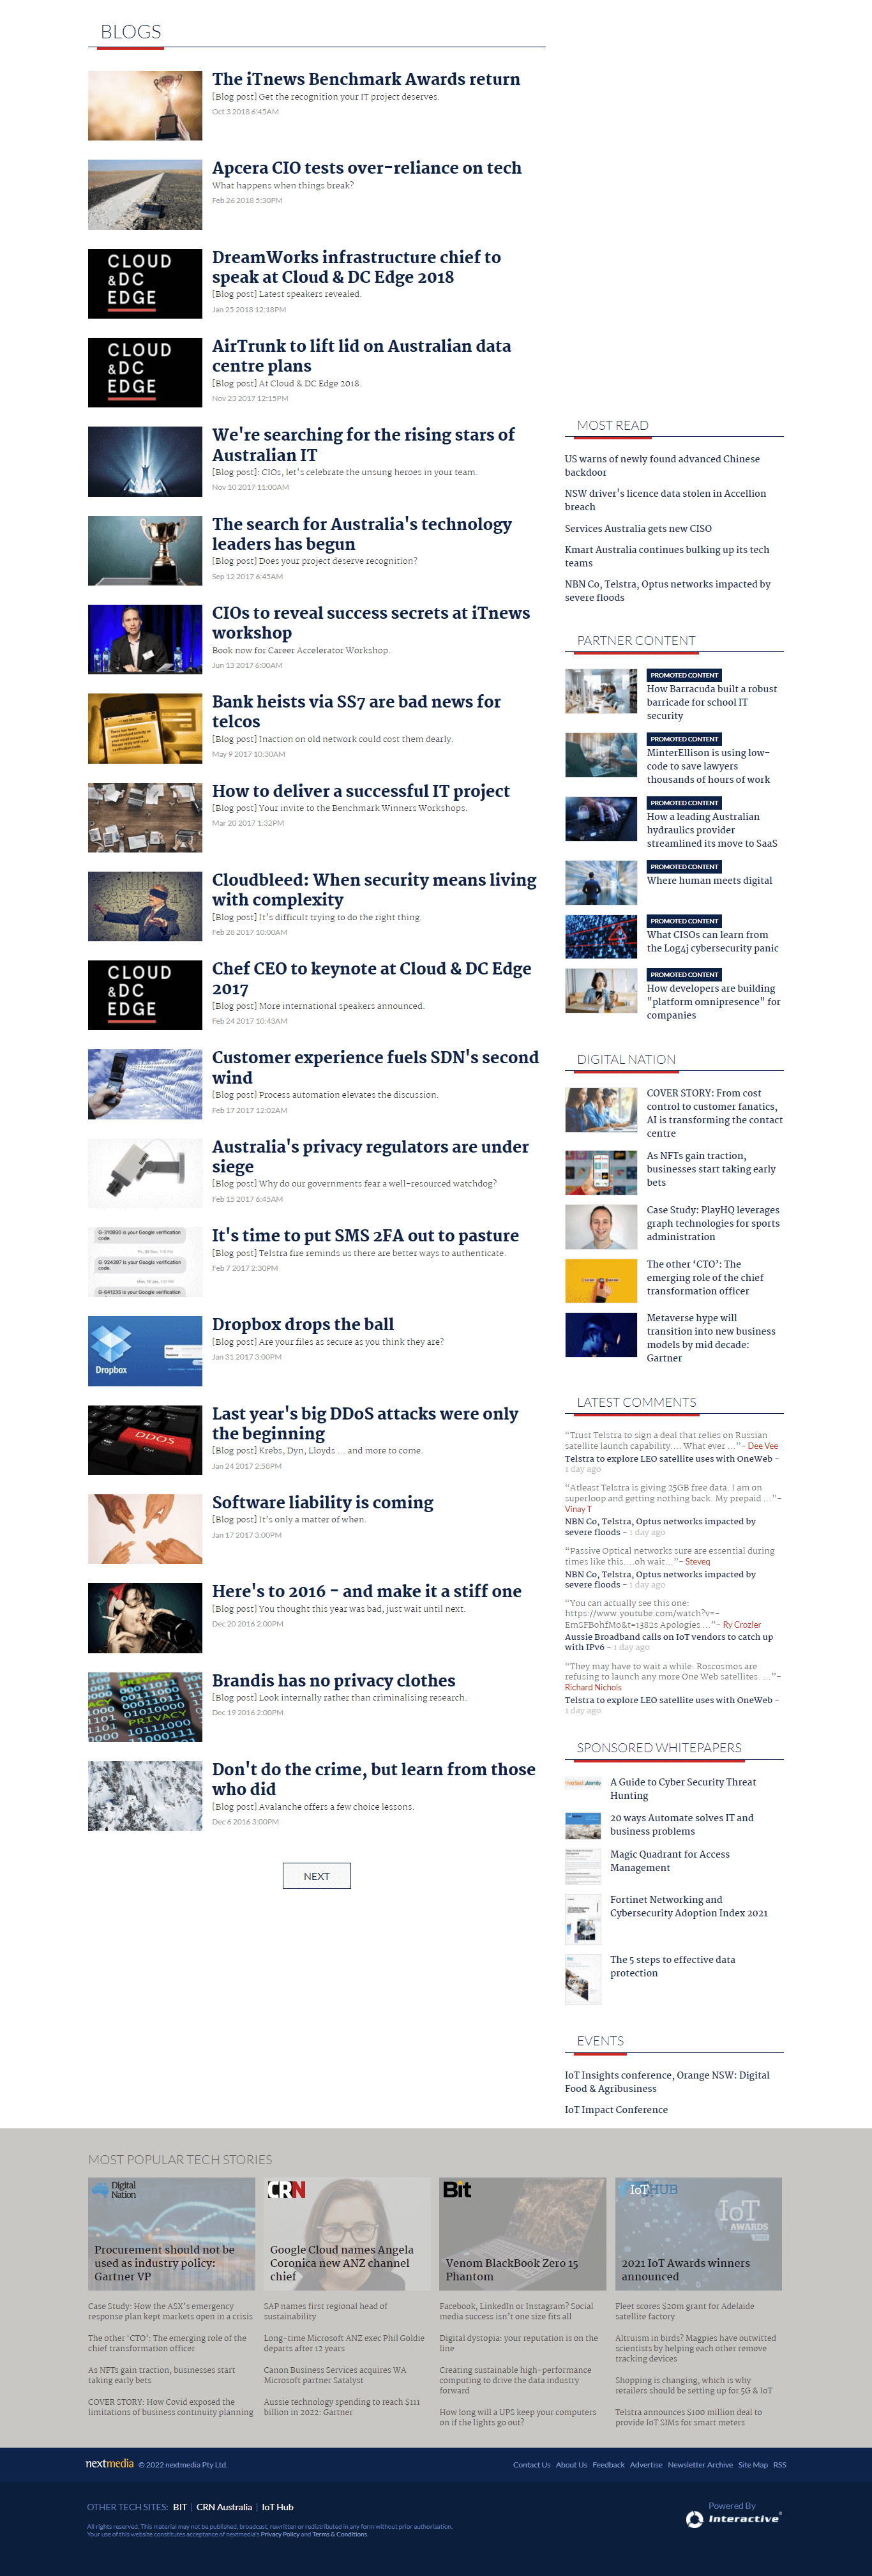 BLOGS
The iTnews Benchmark Awards return
[Blog post] Get the recognition your IT project deserves.
Oct 3 2018 6:45AM
Apcera CIO tests over-reliance on tech
What happens when things break?
Feb 26 2018 5:30PM
CLOUD
&DC
EDGE
DreamWorks infrastructure chief to
speak at Cloud & DC Edge 2018
[Blog post] Latest speakers revealed.
Jan 25 2018 12:18PM
CLOUD
&DC
EDGE
AirTrunk to lift lid on Australian data
centre plans
[Blog post] At Cloud & DC Edge 2018.
Nov 23 2017 12:15PM
We're searching for the rising stars of
Australian IT
[Blog post]: CIOs, let's celebrate the unsung heroes in your team.
Nov 10 2017 11:00AM
The search for Australia's technology
leaders has begun
[Blog post] Does your project deserve recognition?
Sep 12 2017 6:45AM
CIOs to reveal success secrets at iTnews
workshop
Book now for Career Accelerator Workshop.
Jun 13 2017 6:00AM
Bank heists via SS7 are bad news for
telcos
[Blog post] Inaction on old network could cost them dearly.
May 9 2017 10:30AM
How to deliver a successful IT project
[Blog post] Your invite to the Benchmark Winners Workshops.
Mar 20 2017 1:32PM
Cloudbleed: When security means living
with complexity
[Blog post] It's difficult trying to do the right thing.
Feb 28 2017 10:00AM
CLOUD
&DC
EDGE
Chef CEO to keynote at Cloud & DC Edge
2017
[Blog post] More international speakers announced.
Feb 24 2017 10:43AM
Customer experience fuels SDN's second
wind
[Blog post] Process automation elevates the discussion.
Feb 17 2017 12:02AM
Australia's privacy regulators are under
siege
[Blog post] Why do our governments fear a well-resourced watchdog?
Feb 15 2017 6:45AM
G-310890 is your Google verification
code.
G-924397 is your Google verification
code.
G-641235 is your Google verification
It's time to put SMS 2FA out to pasture
[Blog post] Telstra fire reminds us there are better ways to authenticate.
Feb 7 2017 2:30PM
Dropbox
Dropbox drops the ball
[Blog post] Are your files as secure as you think they are?
Jan 31 2017 3:00PM
DDOS
Ctrl
Last year's big DDoS attacks were only
the beginning
[Blog post] Krebs, Dyn, Lloyds ... and more to come.
Jan 24 2017 2:58PM
Software liability is coming
[Blog post] It's only a matter of when.
Jan 17 2017 3:00PM
Here's to 2016 - and make it a stiff one
[Blog post] You thought this year was bad, just wait until next.
Dec 20 2016 2:00PM
PRIVACY
PRIVACY
Brandis has no privacy clothes
[Blog post] Look internally rather than criminalising research.
Dec 19 2016 2:00PM
Don't do the crime, but learn from those
who did
[Blog post] Avalanche offers a few choice lessons.
Dec 6 2016 3:00PM
NEXT
MOST READ
US warns of newly found advanced Chinese
backdoor
NSW driver's licence data stolen in Accellion
breach
Services Australia gets new CISO
Kmart Australia continues bulking up its tech
teams
NBN Co, Telstra, Optus networks impacted by
severe floods
PARTNER CONTENT
PROMOTED CONTENT
How Barracuda built a robust
barricade for school IT
security
PROMOTED CONTENT
MinterEllison is using low-
code to save lawyers
thousands of hours of work
PROMOTED CONTENT
How a leading Australian
hydraulics provider
streamlined its move to SaaS
PROMOTED CONTENT
Where human meets digital
PROMOTED CONTENT
What CISOs can learn from
the Log4j cybersecurity panic
PROMOTED CONTENT
How developers are building
"platform omnipresence" for
companies
DIGITAL NATION
COVER STORY: From cost
control to customer fanatics,
AI is transforming the contact
centre
As NFTs gain traction,
businesses start taking early
bets
Case Study: PlayHQ leverages
graph technologies for sports
administration
The other ‘CTO’: The
emerging role of the chief
transformation officer
Metaverse hype will
transition into new business
models by mid decade:
Gartner
LATEST COMMENTS
“Trust Telstra to sign a deal that relies on Russian
satellite launch capability.... What ever ...”- Dee Vee
Telstra to explore LEO satellite uses with OneWeb -
1 day ago
“Atleast Telstra is giving 25GB free data. I am on
superloop and getting nothing back. My prepaid ...”-
Vinay T
NBN Co, Telstra, Optus networks impacted by
severe floods - 1 day ago
“Passive Optical networks sure are essential during
times like this....oh wait...”- Steveq
NBN Co, Telstra, Optus networks impacted by
severe floods - 1 day ago
“You can actually see this one:
https://www.youtube.com/watch?v=-
EmSFBohfMo&t=1382s Apologies ...”- Ry Crozier
Aussie Broadband calls on IoT vendors to catch up
with IPv6 - 1 day ago
“They may have to wait a while. Roscosmos are
refusing to launch any more One Web satellites. ...”-
Richard Nichols
Telstra to explore LEO satellite uses with OneWeb -
1 day ago
SPONSORED WHITEPAPERS
A Guide to Cyber Security Threat
Hunting
20 ways Automate solves IT and
business problems
Magic Quadrant for Access
Management
Fortinet Networking and
Cybersecurity Adoption Index 2021
The 5 steps to effective data
protection
EVENTS
IoT Insights conference, Orange NSW: Digital
Food & Agribusiness
IoT Impact Conference
MOST POPULAR TECH STORIES
Digital
Nation
Procurement should not be
used as industry policy:
Gartner VP
Case Study: How the ASX's emergency
response plan kept markets open in a crisis
The other ‘CTO’: The emerging role of the
chief transformation officer
As NFTs gain traction, businesses start
taking early bets
COVER STORY: How Covid exposed the
limitations of business continuity planning
CRN
Google Cloud names Angela
Coronica new ANZ channel
chief
SAP names first regional head of
sustainability
Long-time Microsoft ANZ exec Phil Goldie
departs after 12 years
Canon Business Services acquires WA
Microsoft partner Satalyst
Aussie technology spending to reach $111
billion in 2022: Gartner
Bit
Venom BlackBook Zero 15
Phantom
Facebook, LinkedIn or Instagram? Social
media success isn't one size fits all
Digital dystopia: your reputation is on the
line
Creating sustainable high-performance
computing to drive the data industry
forward
How long will a UPS keep your computers
on if the lights go out?
IoT HUB
IoT
AWARDS
2021 IoT Awards winners
announced
Fleet scores $20m grant for Adelaide
satellite factory
Altruism in birds? Magpies have outwitted
scientists by helping each other remove
tracking devices
Shopping is changing, which is why
retailers should be setting up for 5G & IoT
Telstra announces $100 million deal to
provide IoT SIMs for smart meters
nextmedia © 2022 nextmedia Pty Ltd.
Contact Us About Us Feedback Advertise Newsletter Archive Site Map RSS
OTHER TECH SITES: BIT | CRN Australia | IoT Hub
All rights reserved. This material may not be published, broadcast, rewritten or redistributed in any form without prior authorisation.
Your use of this website constitutes acceptance of nextmedia's Privacy Policy and Terms & Conditions.
Powered By
Interactive